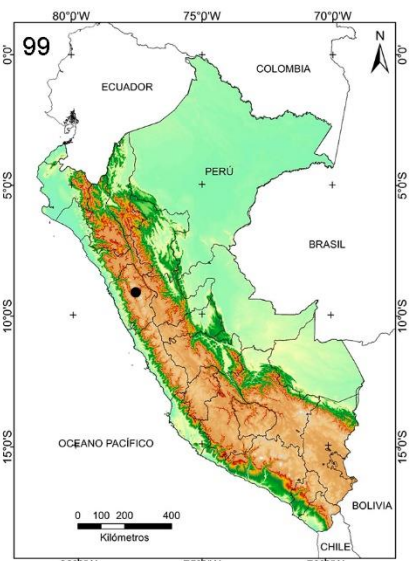 80°0'W 75°0'W 70°0'W
99
N
0°0'
0°0'
COLOMBIA
ECUADOR
PERÚ
5°0'S
5°0'S
BRASIL
10°0'S
10°0'S
OCEANO PACÍFICO
15°0'S
15°0'S
BOLIVIA
0 100 200 400
Kilómetros
CHILE